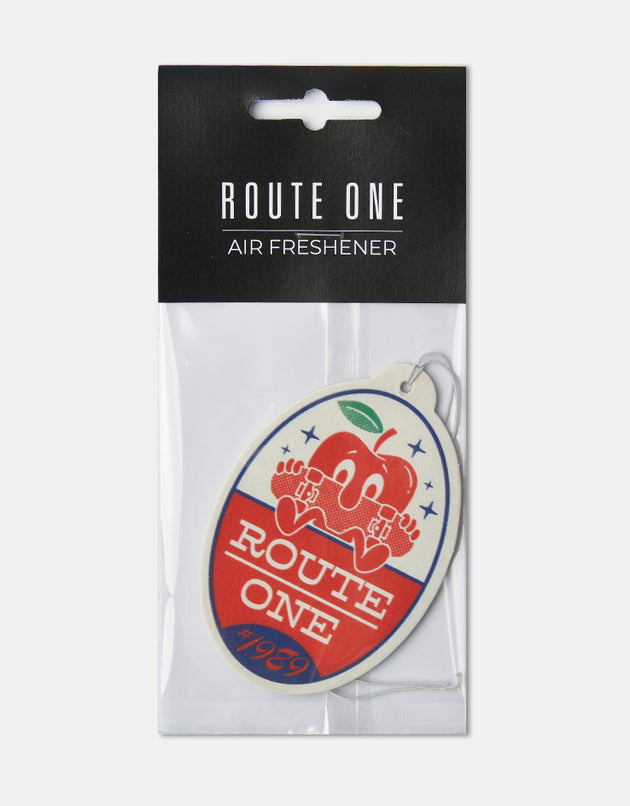 ROUTE ONE
AIR FRESHENER
ROUTE
ONE
#1989